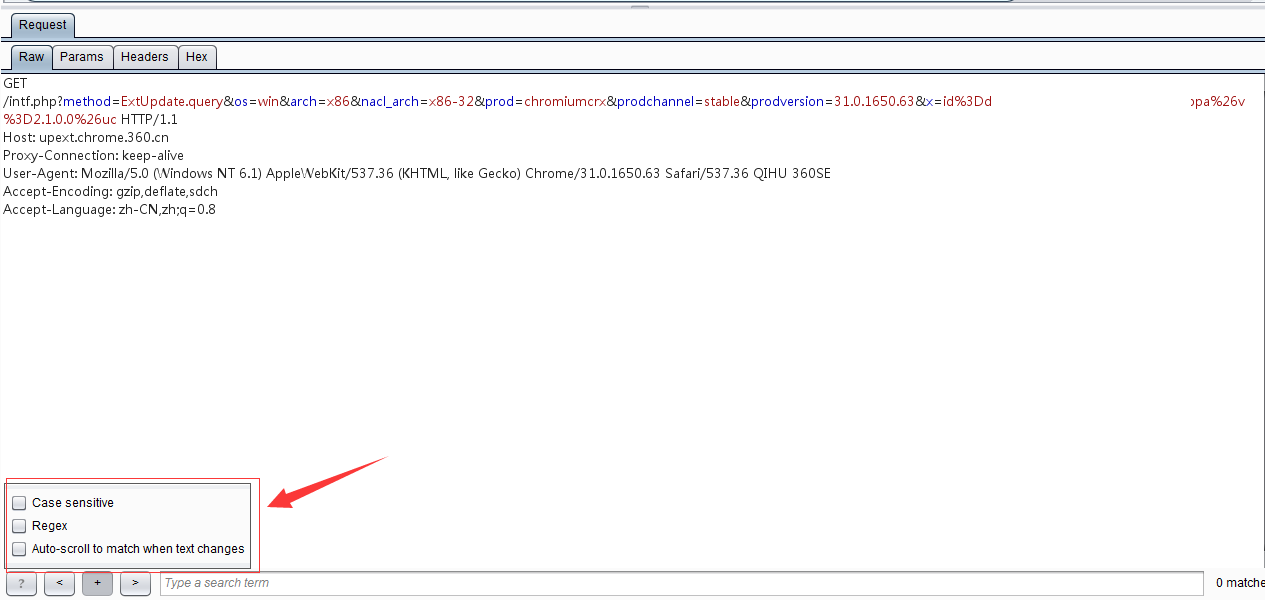 Request
Raw Params Headers Hex
GET
/intf.php?method=ExtUpdate.query&os=win&arch=x86&nacl_arch=x86-32&prod=chromiumcrx&prodchannel=stable&prodversion=31.0.1650.63&x=id%3Dd ppa%26v
%3D2.1.0.0%26uc HTTP/1.1
Host: upext.chrome.360.cn
Proxy-Connection: keep-alive
User-Agent: Mozilla/5.0 (Windows NT 6.1) AppleWebKit/537.36 (KHTML, like Gecko) Chrome/31.0.1650.63 Safari/537.36 QIHU 360SE
Accept-Encoding: gzip,deflate,sdch
Accept-Language: zh-CN,zh;q=0.8
Case sensitive
Regex
Auto-scroll to match when text changes
? < + > Type a search term 0 matche